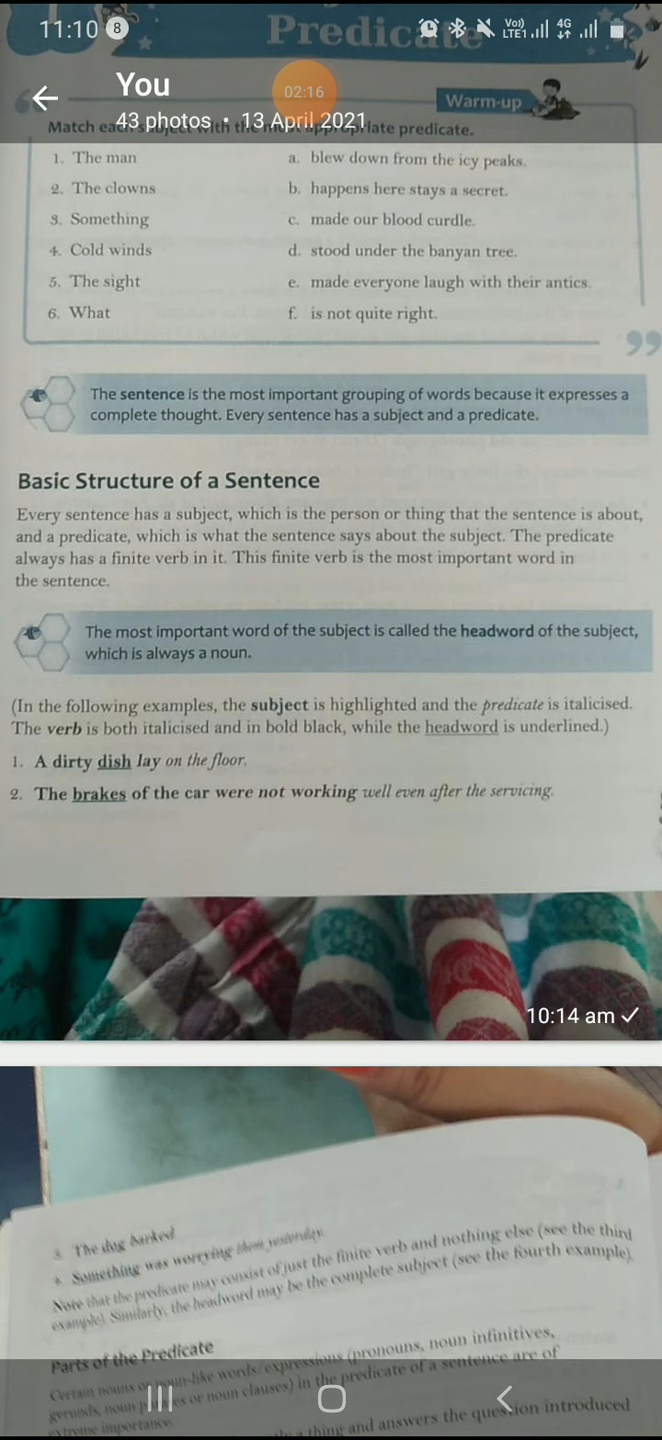 11:10 8
Predicate
Vo)) LTE1 4G
You
02:16
43 photos • 13 April 2021
Warm-up
Match each subject with the most appropriate predicate.
1. The man a. blew down from the icy peaks.
2. The clowns b. happens here stays a secret.
3. Something c. made our blood curdle.
4. Cold winds d. stood under the banyan tree.
5. The sight e. made everyone laugh with their antics.
6. What f. is not quite right.
The sentence is the most important grouping of words because it expresses a
complete thought. Every sentence has a subject and a predicate.
Basic Structure of a Sentence
Every sentence has a subject, which is the person or thing that the sentence is about,
and a predicate, which is what the sentence says about the subject. The predicate
always has a finite verb in it. This finite verb is the most important word in
the sentence.
The most important word of the subject is called the headword of the subject,
which is always a noun.
(In the following examples, the subject is highlighted and the predicate is italicised.
The verb is both italicised and in bold black, while the headword is underlined.)
1. A dirty dish lay on the floor.
2. The brakes of the car were not working well even after the servicing.
10:14 am
3. The dog barked
4. Something was worrying them yesterday.
Note that the predicate may consist of just the finite verb and nothing else (see the third
example). Similarly, the headword may be the complete subject (see the fourth example).
Parts of the Predicate
Certain nouns or noun-like words/expressions (pronouns, noun infinitives,
gerunds, noun phrases or noun clauses) in the predicate of a sentence are of
extreme importance.
a thing and answers the question introduced